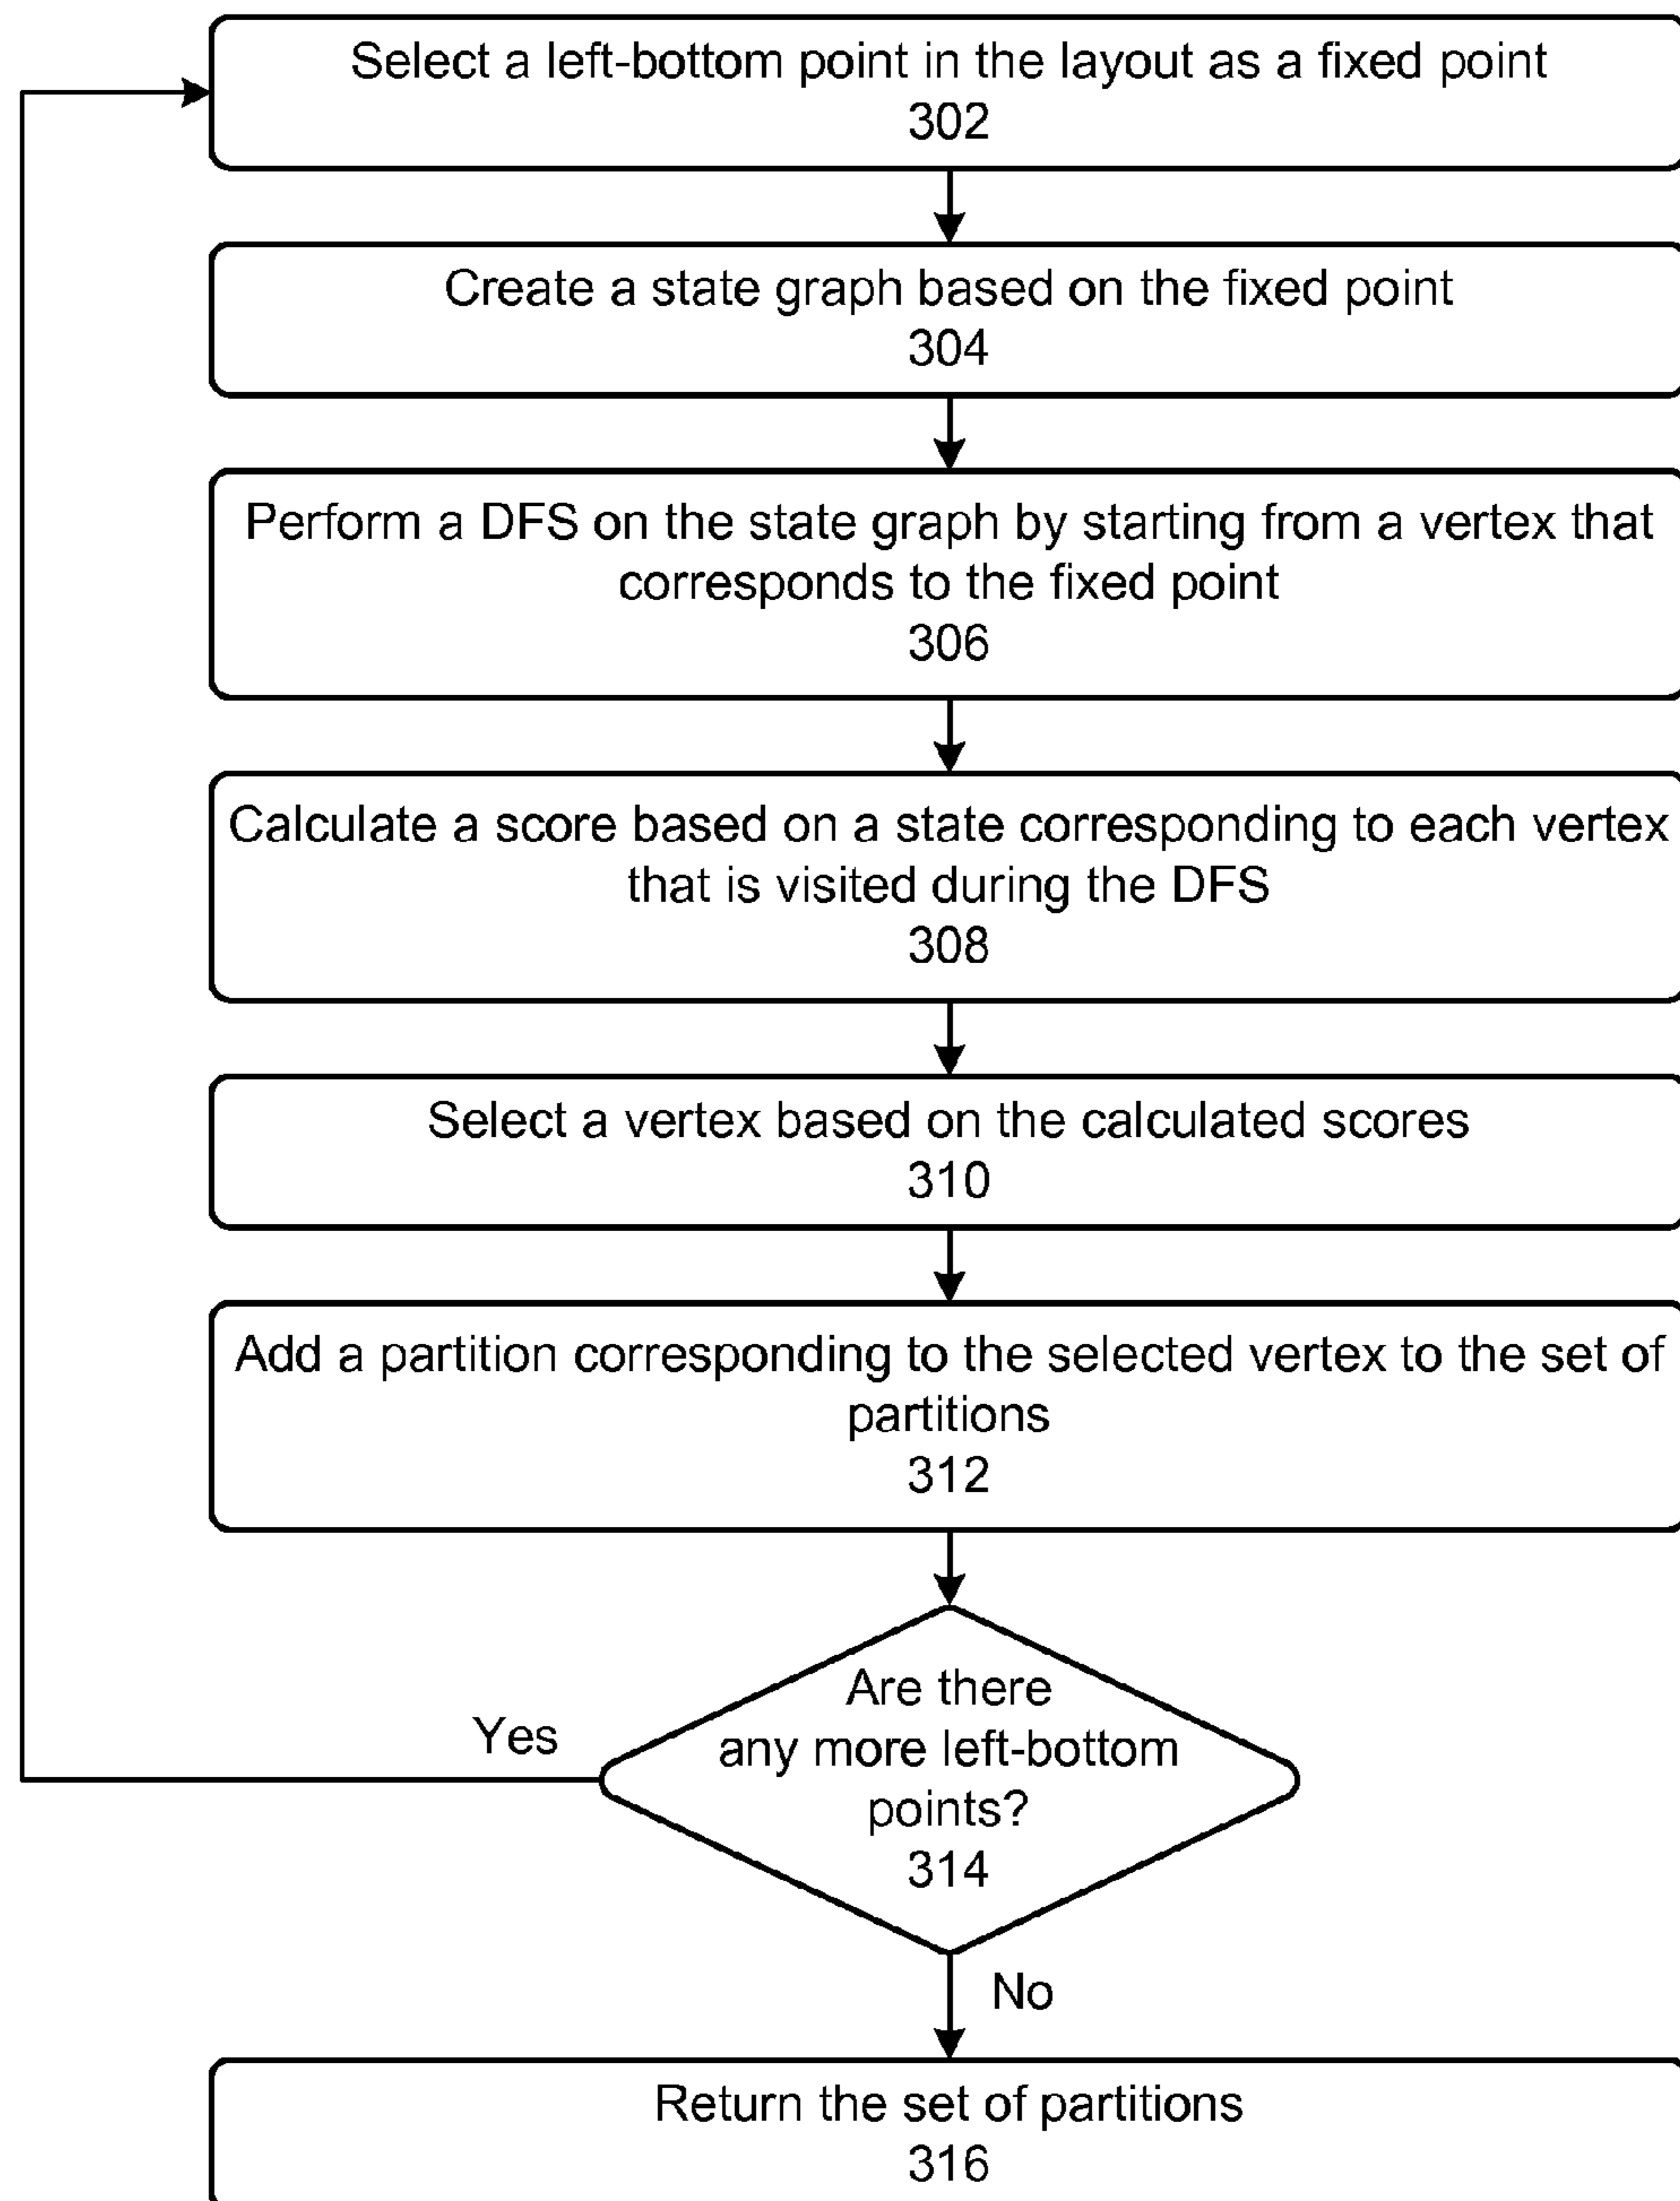 Select a left-bottom point in the layout as a fixed point
302
Create a state graph based on the fixed point
304
Perform a DFS on the state graph by starting from a vertex that
corresponds to the fixed point
306
Calculate a score based on a state corresponding to each vertex
that is visited during the DFS
308
Select a vertex based on the calculated scores
310
Add a partition corresponding to the selected vertex to the set of
partitions
312
Are there
any more left-bottom
points?
314
Yes
No
Return the set of partitions
316